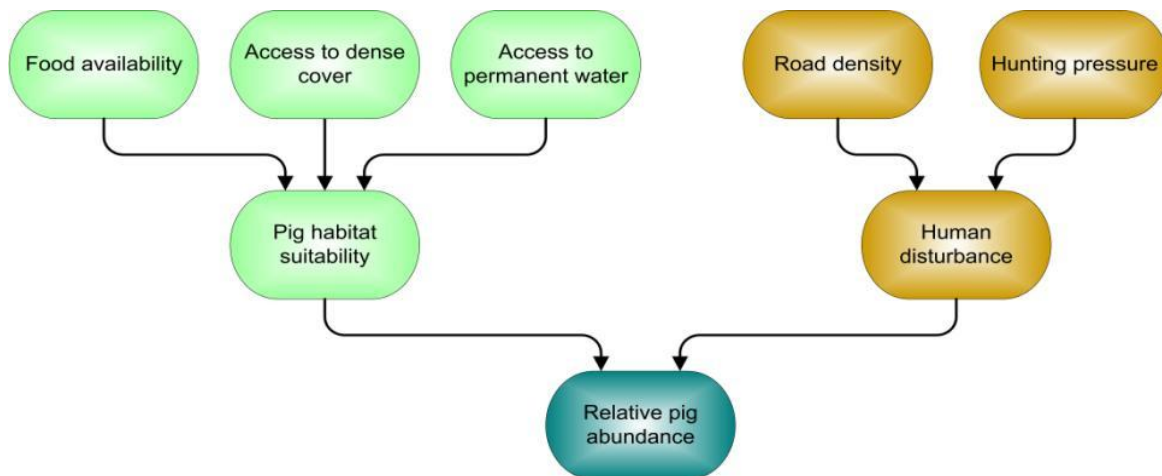 Food availability
Access to dense
cover
Access to
permanent water
Road density
Hunting pressure
Pig habitat
suitability
Human
disturbance
Relative pig
abundance